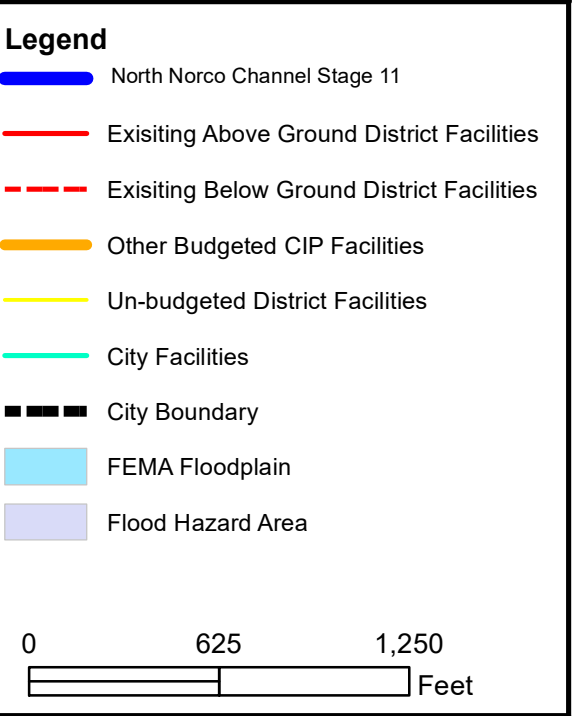 Legend
North Norco Channel Stage 11
Exisiting Above Ground District Facilities
Exisiting Below Ground District Facilities
Other Budgeted CIP Facilities
Un-budgeted District Facilities
City Facilities
City Boundary
FEMA Floodplain
Flood Hazard Area
0 625 1,250
Feet